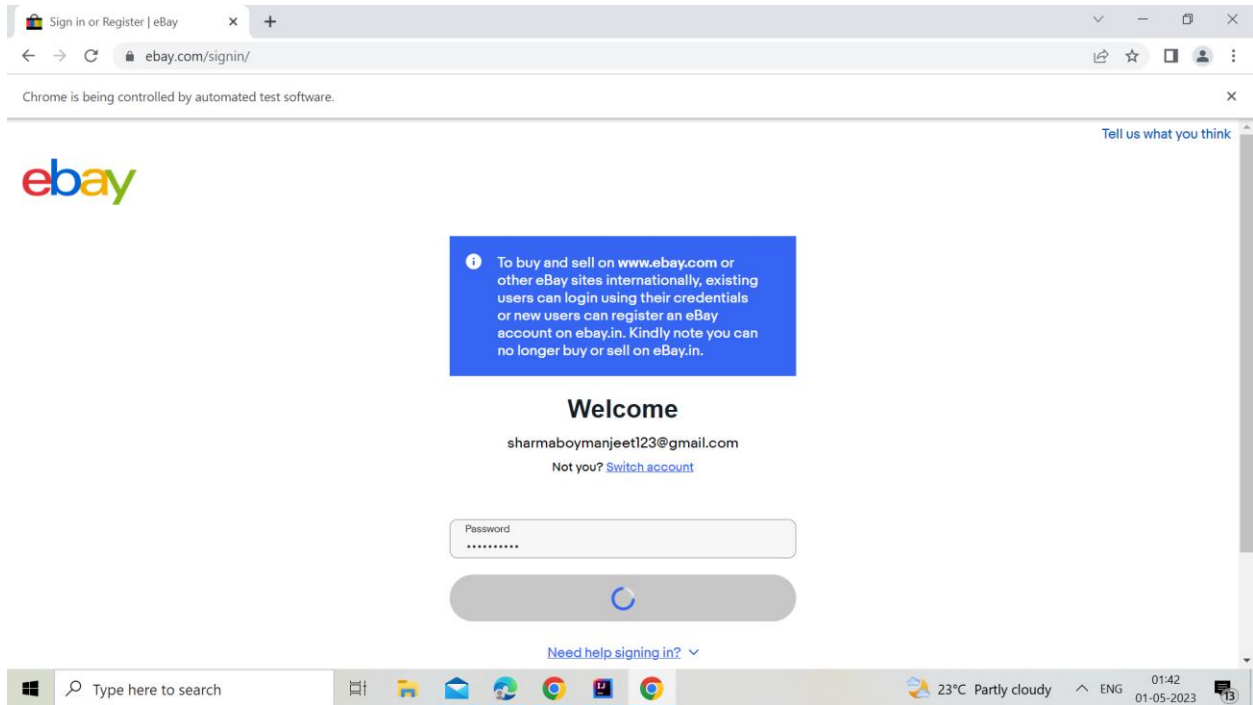 Sign in or Register | eBay
ebay.com/signin/
Chrome is being controlled by automated test software.
Tell us what you think
ebay
To buy and sell on www.ebay.com or
other eBay sites internationally, existing
users can login using their credentials
or new users can register an eBay
account on ebay.in. Kindly note you can
no longer buy or sell on eBay.in.
Welcome
sharmaboymanjeet123@gmail.com
Not you? Switch account
Password
••••••••••
Need help signing in?
Type here to search
23°C Partly cloudy
ENG
01:42
01-05-2023
13